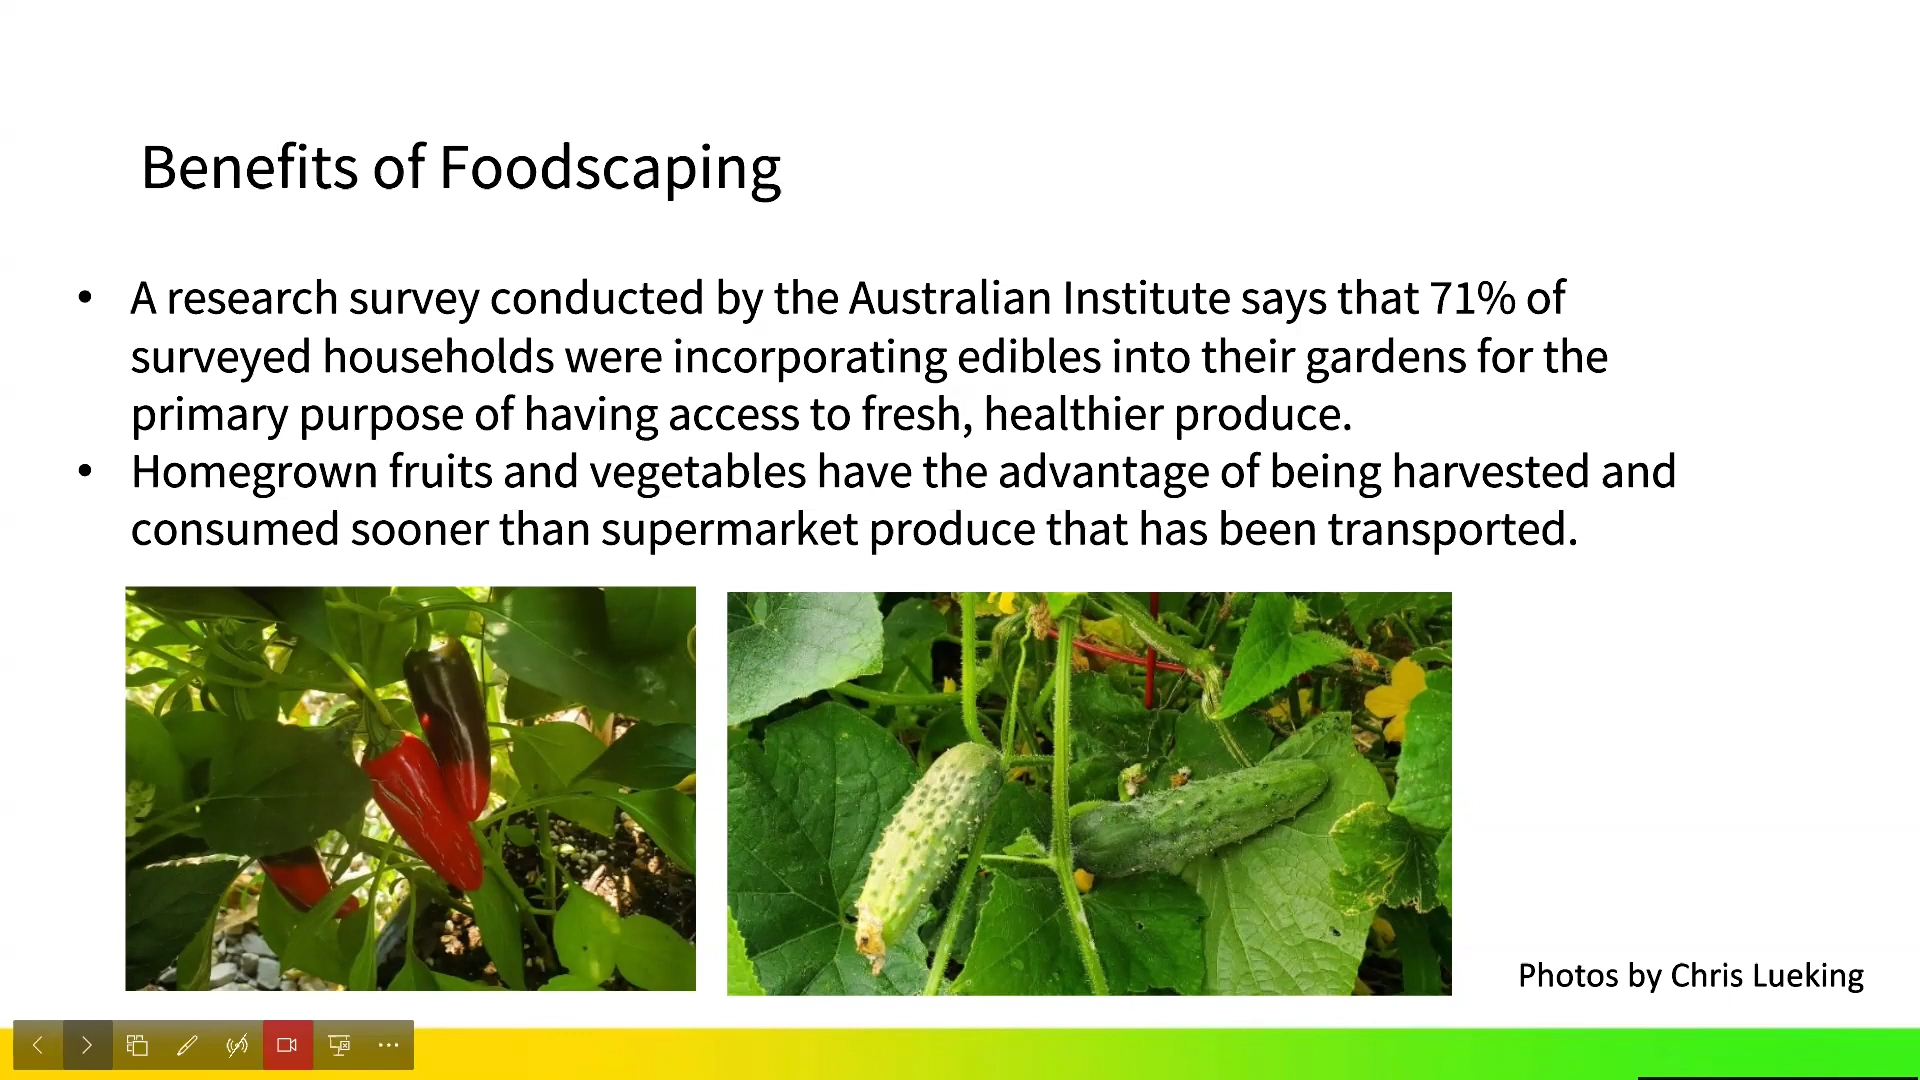 Benefits of Foodscaping
• A research survey conducted by the Australian Institute says that 71% of
surveyed households were incorporating edibles into their gardens for the
primary purpose of having access to fresh, healthier produce.
• Homegrown fruits and vegetables have the advantage of being harvested and
consumed sooner than supermarket produce that has been transported.
Photos by Chris Lueking